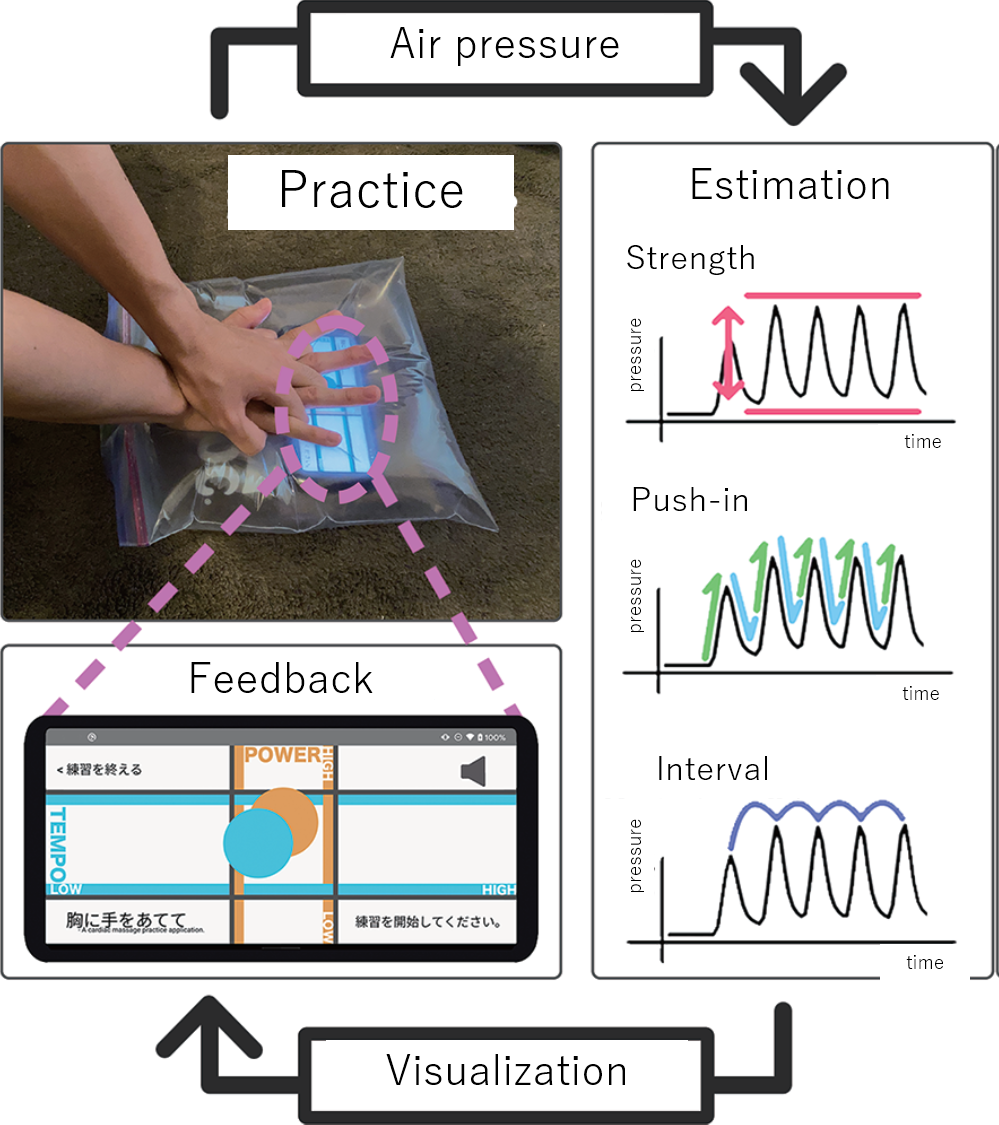 Air pressure
Practice
Estimation
Strength
pressure
time
Push-in
pressure
time
Interval
pressure
time
Feedback
100%
< 練習を終える
POWER
HIGH
TEMPO
LOW
HIGH
胸に手をあてて
A cardiac massage practice application.
LOW
練習を開始してください。
Visualization